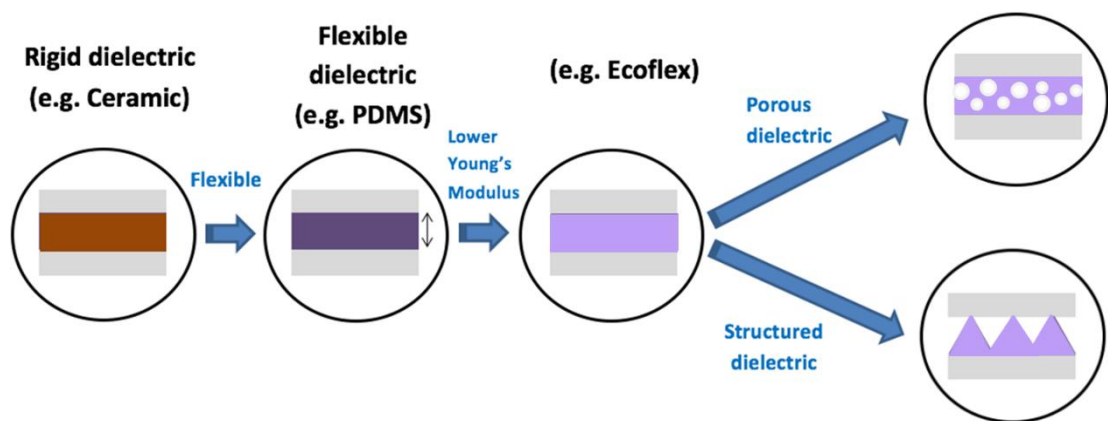 Rigid dielectric
(e.g. Ceramic)
Flexible
Flexible
dielectric
(e.g. PDMS)
Lower
Young's
Modulus
(e.g. Ecoflex)
Porous
dielectric
Structured
dielectric